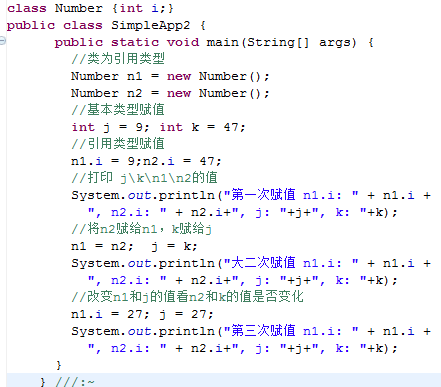 class Number {int i;}
public class SimpleApp2 {
public static void main(String[] args) {
//类为引用类型
Number n1 = new Number();
Number n2 = new Number();
//基本类型赋值
int j = 9; int k = 47;
//引用类型赋值
n1.i = 9;n2.i = 47;
//打印 j\k\n1\n2的值
System.out.println("第一次赋值 n1.i: " + n1.i +
", n2.i: " + n2.i+", j: "+j+", k: "+k);
//将n2赋给n1，k赋给j
n1 = n2;  j = k;
System.out.println("大二次赋值 n1.i: " + n1.i +
", n2.i: " + n2.i+", j: "+j+", k: "+k);
//改变n1和j的值看n2和k的值是否变化
n1.i = 27; j = 27;
System.out.println("第三次赋值 n1.i: " + n1.i +
", n2.i: " + n2.i+", j: "+j+", k: "+k);
}
} ///:~